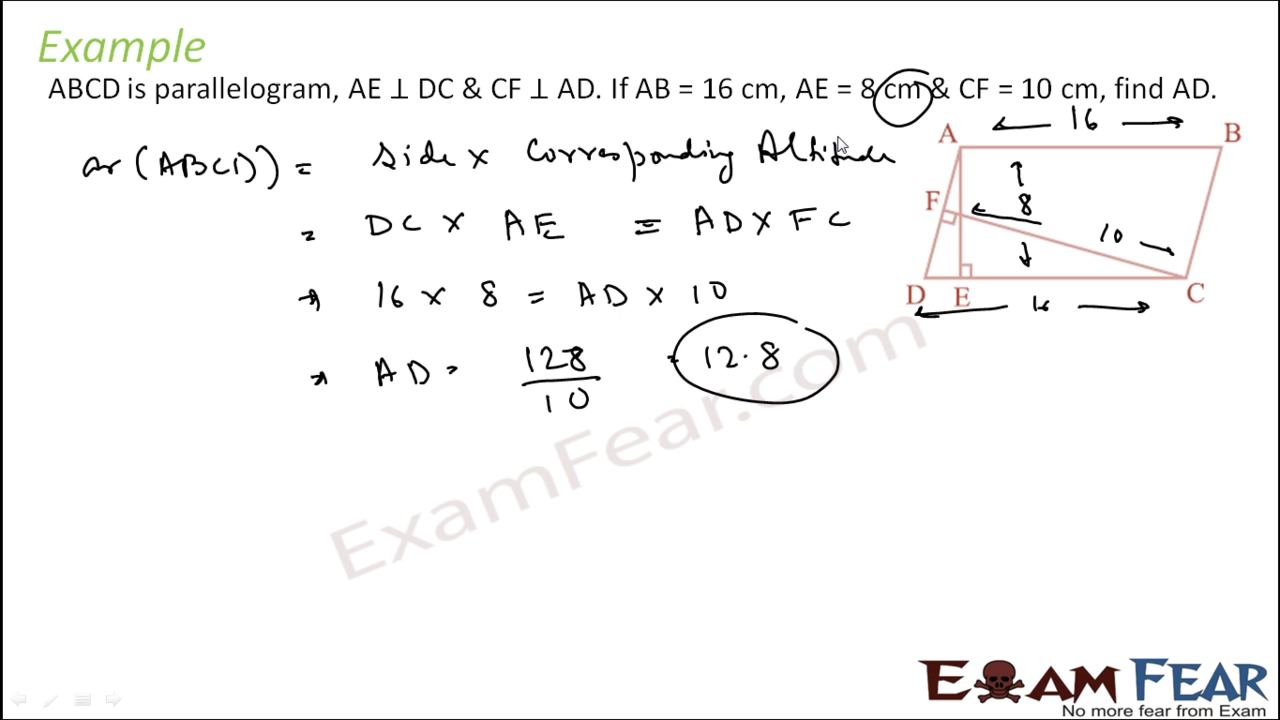 Example
ABCD is parallelogram, AE ⊥ DC & CF ⊥ AD. If AB = 16 cm, AE = 8 cm & CF = 10 cm, find AD.
ar (ABCD) = Side x Corresponding Altitude
= DC x AE = AD x FC
→ 16 x 8 = AD x 10
→ AD = 128/10 = 12.8
A 16 B
F 8 10
D E C
16
ExamFear.com
EXAM FEAR
No more fear from Exam